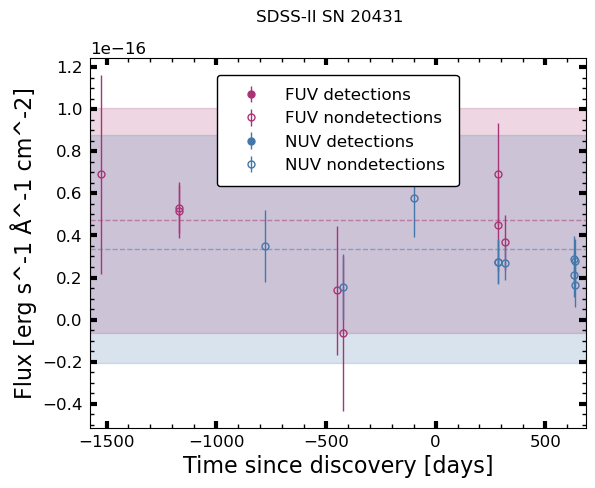 SDSS-II SN 20431
1e−16
1.2
1.0
0.8
0.6
0.4
0.2
0.0
−0.2
−0.4
Flux [erg s^-1 Å^-1 cm^-2]
FUV detections
FUV nondetections
NUV detections
NUV nondetections
−1500 −1000 −500 0 500
Time since discovery [days]